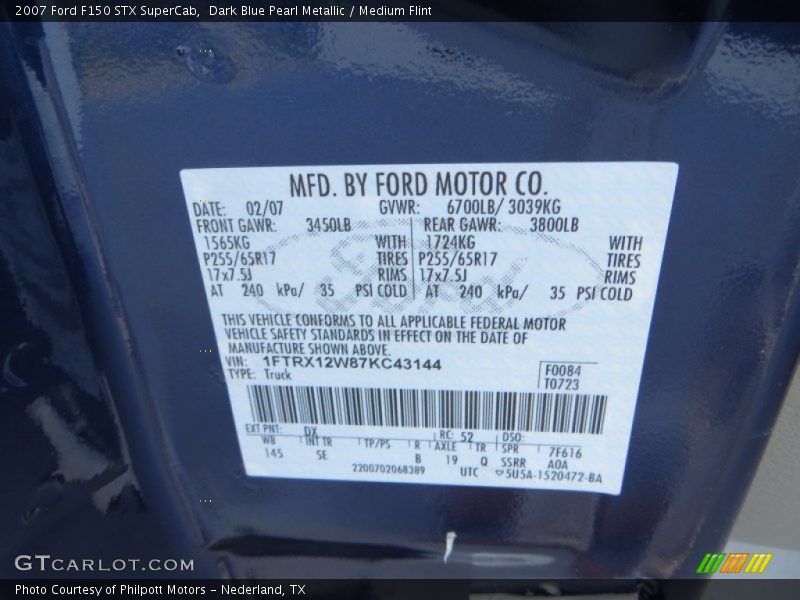 2007 Ford F150 STX SuperCab,  Dark Blue Pearl Metallic / Medium Flint
MFD. BY FORD MOTOR CO.
DATE: 02/07 GVWR: 6700LB/ 3039KG
FRONT GAWR: 3450LB REAR GAWR: 3800LB
1565KG WITH 1724KG WITH
P255/65R17 TIRES P255/65R17 TIRES
17x7.5J RIMS 17x7.5J RIMS
AT 240 kPa/ 35 PSI COLD AT 240 kPa/ 35 PSI COLD
Ford
THIS VEHICLE CONFORMS TO ALL APPLICABLE FEDERAL MOTOR
VEHICLE SAFETY STANDARDS IN EFFECT ON THE DATE OF
MANUFACTURE SHOWN ABOVE.
VIN: 1FTRX12W87KC43144
TYPE: Truck
F0084
T0723
EXT PNT: DX RC: 52 DSO:
WB INT TR TP/PS R AXLE TR SPR 7F616
145 SE B 19 Q SSRR A0A
2200702068389 UTC ▽5U5A-1520472-BA
GTCARLOT.COM
Photo Courtesy of Philpott Motors – Nederland, TX